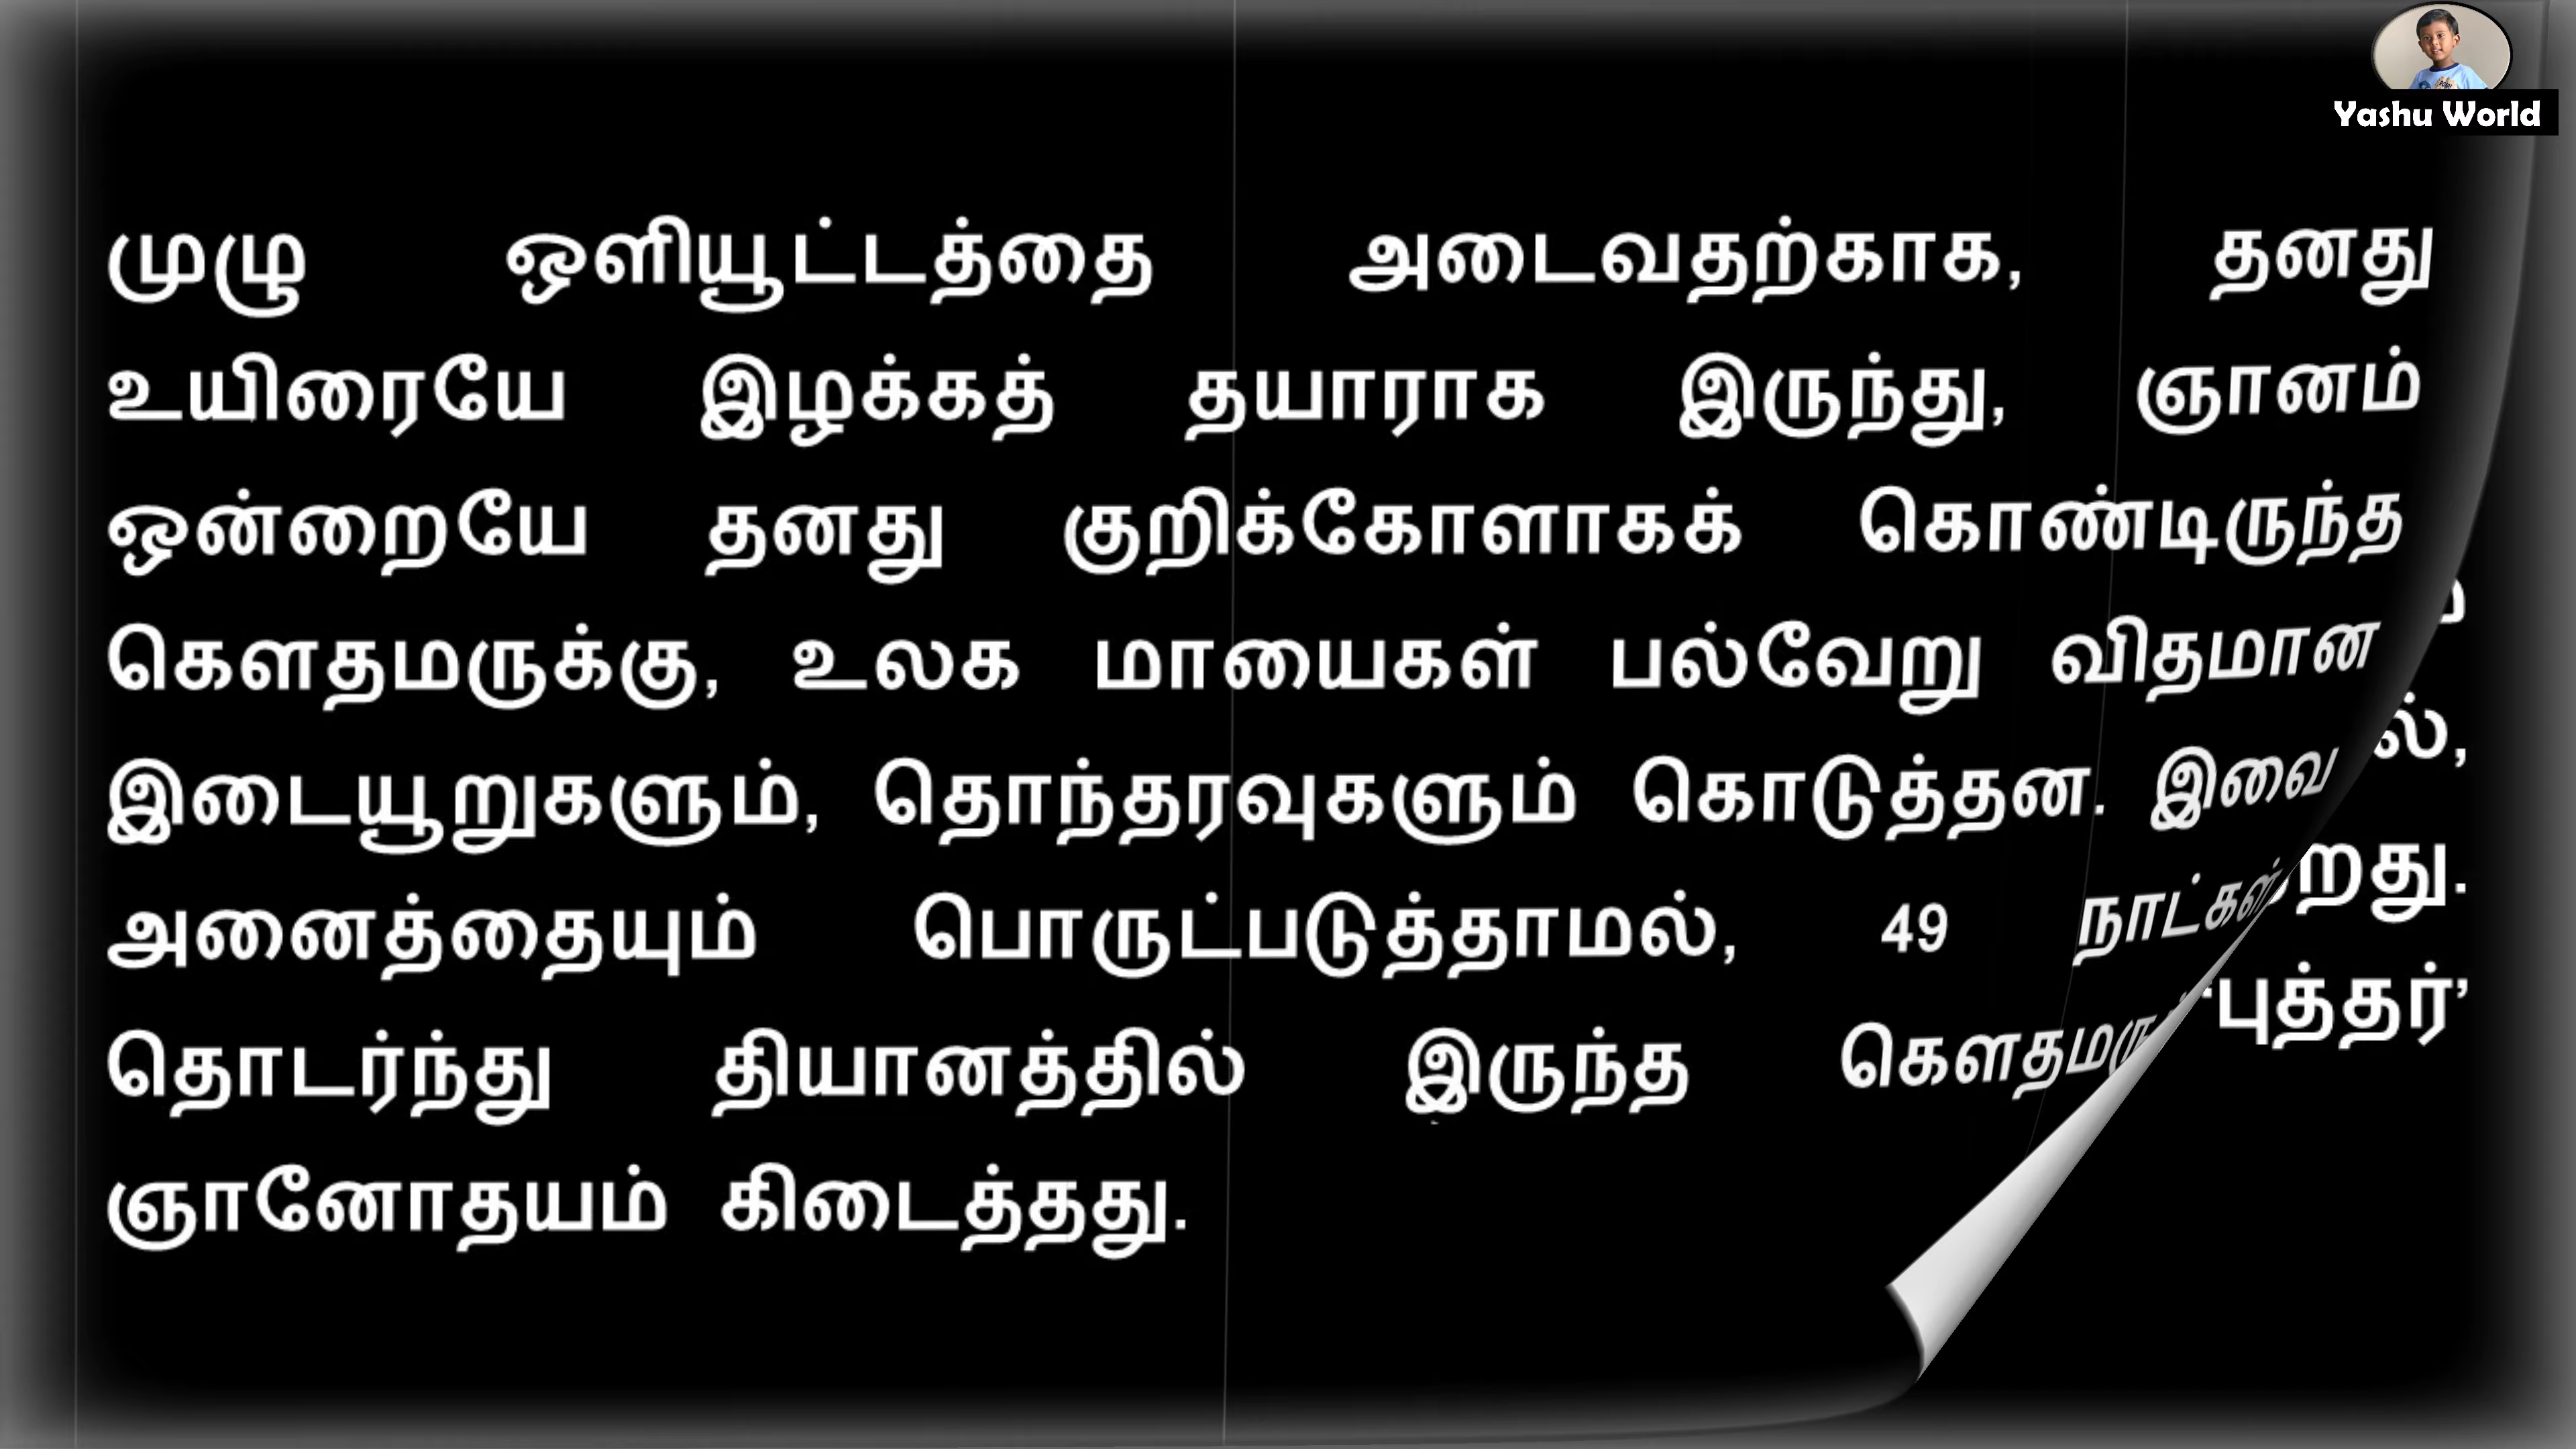 Yashu World
முழு ஒளியூட்டத்தை அடைவதற்காக, தனது
உயிரையே இழக்கத் தயாராக இருந்து, ஞானம்
ஒன்றையே தனது குறிக்கோளாகக் கொண்டிருந்த
கௌதமருக்கு, உலக மாயைகள் பல்வேறு விதமான
இடையூறுகளும், தொந்தரவுகளும் கொடுத்தன. இவை
அனைத்தையும் பொருட்படுத்தாமல், 49 நாட்கள்
தொடர்ந்து தியானத்தில் இருந்த
ஞானோதயம் கிடைத்தது.
புத்தர்’